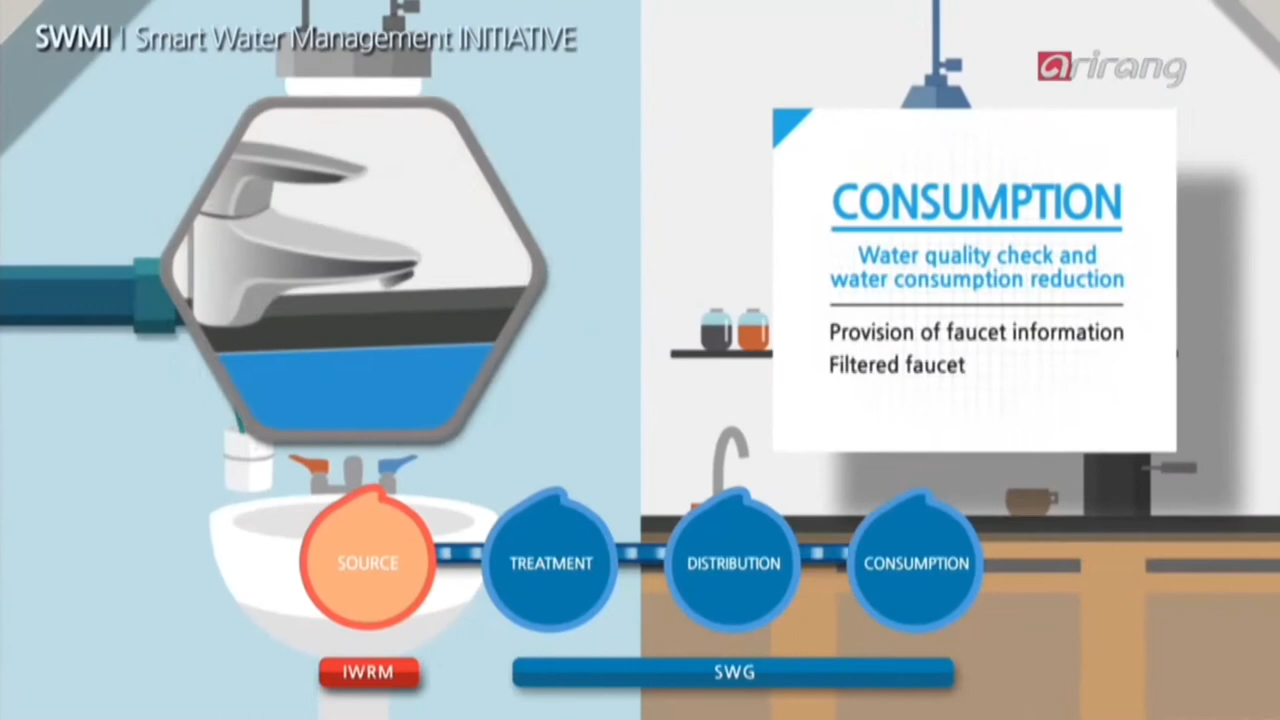 SWMI | Smart Water Management INITIATIVE
arirang
CONSUMPTION
Water quality check and
water consumption reduction
Provision of faucet information
Filtered faucet
SOURCE
TREATMENT
DISTRIBUTION
CONSUMPTION
IWRM
SWG